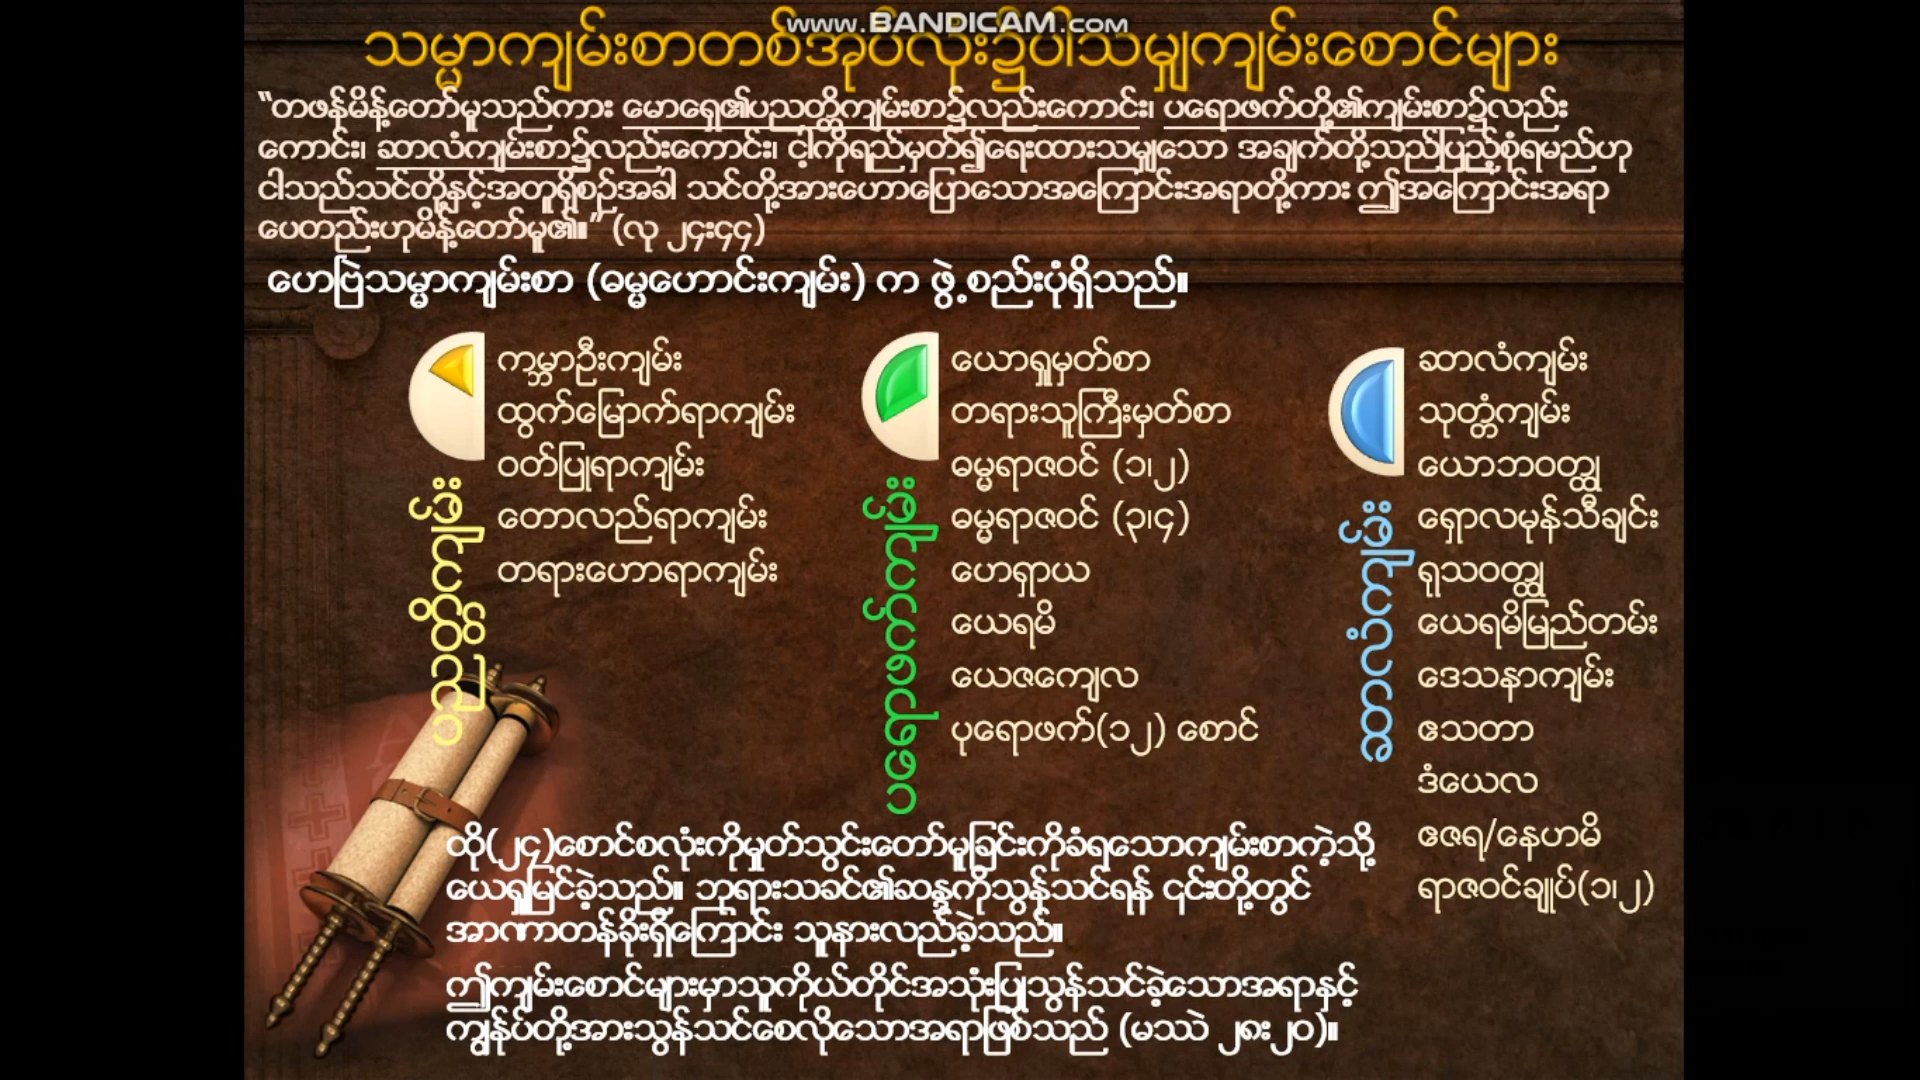 www.BANDICAM.com
သမ္မာကျမ်းစာတစ်အုပ်လုံး၌ပါသမျှကျမ်းစောင်များ
“တဖန်မိန့်တော်မူသည်ကား မောရှေ၏ပညတ္တိကျမ်းစာ၌လည်းကောင်း၊ ပရောဖက်တို့၏ကျမ်းစာ၌လည်း
ကောင်း၊ ဆာလံကျမ်းစာ၌လည်းကောင်း၊ ငါ့ကိုရည်မှတ်၍ရေးထားသမျှသော အချက်တို့သည်ပြည့်စုံရမည်ဟု
ငါသည်သင်တို့နှင့်အတူရှိစဉ်အခါ သင်တို့အားဟောပြောသောအကြောင်းအရာတို့ကား ဤအကြောင်းအရာ
ပေတည်းဟုမိန့်တော်မူ၏။” (လု ၂၄း၄၄)
ဟေဗြဲသမ္မာကျမ်းစာ (ဓမ္မဟောင်းကျမ်း) က ဖွဲ့စည်းပုံရှိသည်။
ပညတ္တိကျမ်း
ကမ္ဘာဦးကျမ်း
ထွက်မြောက်ရာကျမ်း
ဝတ်ပြုရာကျမ်း
တောလည်ရာကျမ်း
တရားဟောရာကျမ်း
ပရောဖက်ကျမ်း
ယောရှုမှတ်စာ
တရားသူကြီးမှတ်စာ
ဓမ္မရာဇဝင် (၁၊၂)
ဓမ္မရာဇဝင် (၃၊၄)
ဟေရှာယ
ယေရမိ
ယေဇကျေလ
ပုရောဖက်(၁၂) စောင်
ဆာလံကျမ်း
ဆာလံကျမ်း
သုတ္တံကျမ်း
ယောဘဝတ္ထု
ရှောလမုန်သီချင်း
ရုသဝတ္ထု
ယေရမိမြည်တမ်း
ဒေသနာကျမ်း
ဧသတာ
ဒံယေလ
ဧဇရ/နေဟမိ
ရာဇဝင်ချုပ်(၁၊၂)
ထို(၂၄)စောင်စလုံးကိုမှုတ်သွင်းတော်မူခြင်းကိုခံရသောကျမ်းစာကဲ့သို့
ယေရှုမြင်ခဲ့သည်။ ဘုရားသခင်၏ဆန္ဒကိုသွန်သင်ရန် ၎င်းတို့တွင်
အာဏာတန်ခိုးရှိကြောင်း သူနားလည်ခဲ့သည်။
ဤကျမ်းစောင်များမှာသူကိုယ်တိုင်အသုံးပြုသွန်သင်ခဲ့သောအရာနှင့်
ကျွန်ုပ်တို့အားသွန်သင်စေလိုသောအရာဖြစ်သည် (မဿဲ ၂၈း၂၀)။